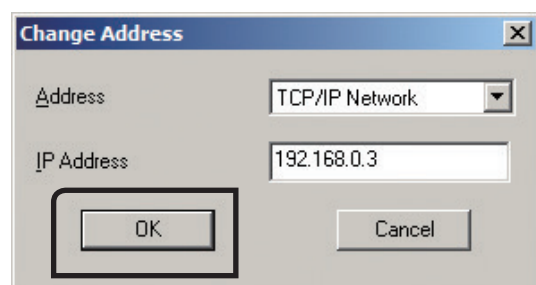 Change Address
Address TCP/IP Network
IP Address 192.168.0.3
OK Cancel